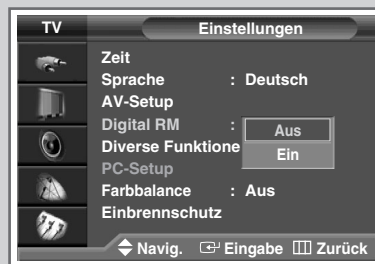 TV Einstellungen
Zeit
Sprache : Deutsch
AV-Setup
Digital RM : Aus
Diverse Funktione Ein
PC-Setup
Farbbalance : Aus
Einbrennschutz
Navig. Eingabe Zurück